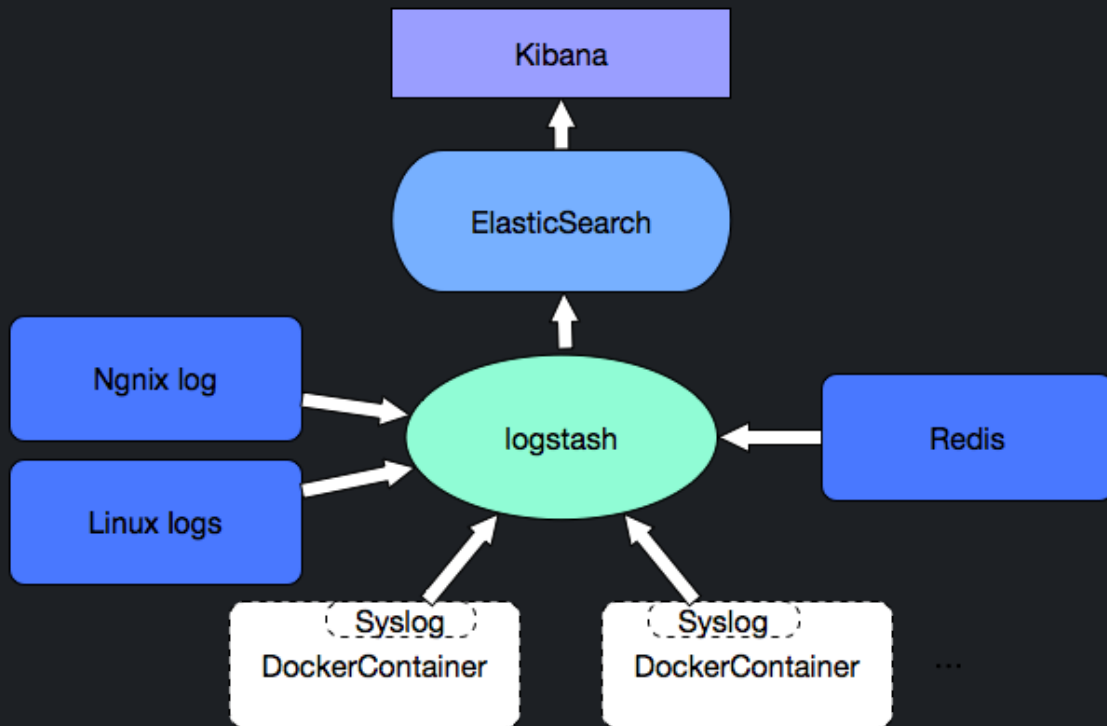 Kibana
ElasticSearch
Ngnix log
logstash
Redis
Linux logs
Syslog
DockerContainer
Syslog
DockerContainer
...